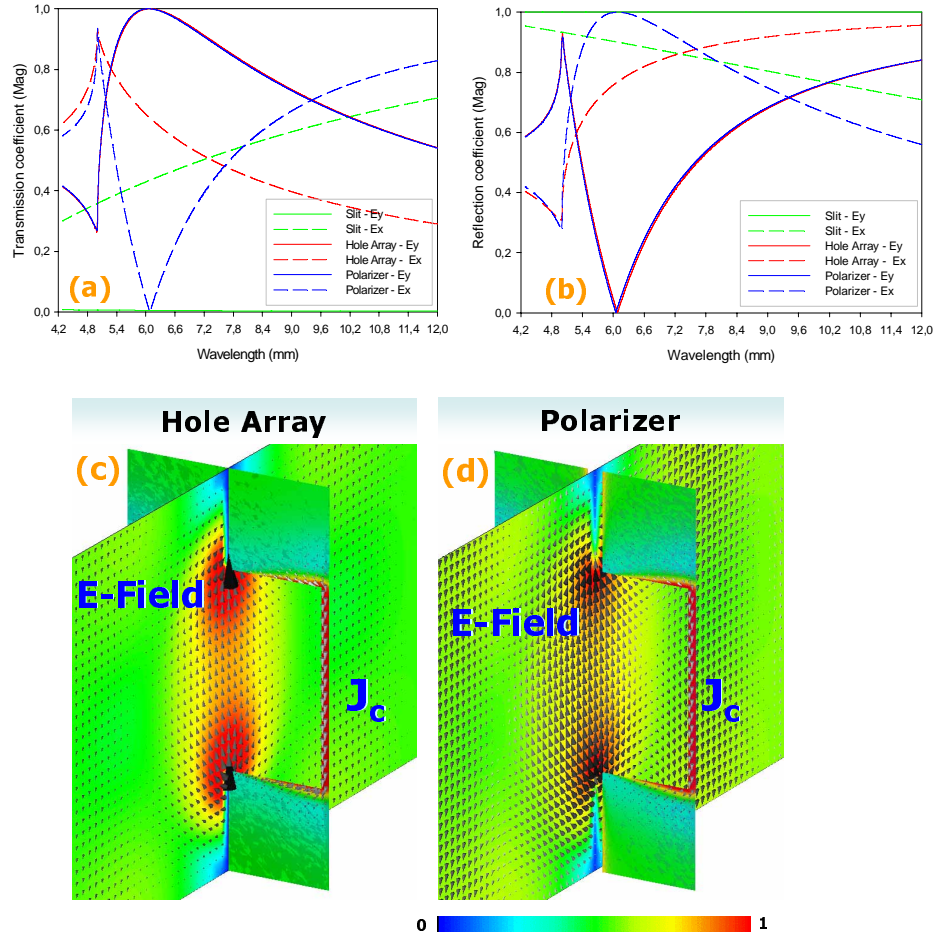 1,0
0,8
0,6
0,4
0,2
0,0
Transmission coefficient (Mag)
Slit - Ey
Slit - Ex
Hole Array - Ey
Hole Array - Ex
Polarizer - Ey
Polarizer - Ex
(a)
4,2 4,8 5,4 6,0 6,6 7,2 7,8 8,4 9,0 9,6 10,2 10,8 11,4 12,0
Wavelength (mm)
1,0
0,8
0,6
0,4
0,2
0,0
Reflection coefficient (Mag)
Slit - Ey
Slit - Ex
Hole Array - Ey
Hole Array - Ex
Polarizer - Ey
Polarizer - Ex
(b)
4,2 4,8 5,4 6,0 6,6 7,2 7,8 8,4 9,0 9,6 10,2 10,8 11,4 12,0
Wavelength (mm)
Hole Array
(c)
E-Field
Jc
Polarizer
(d)
E-Field
Jc
0 1